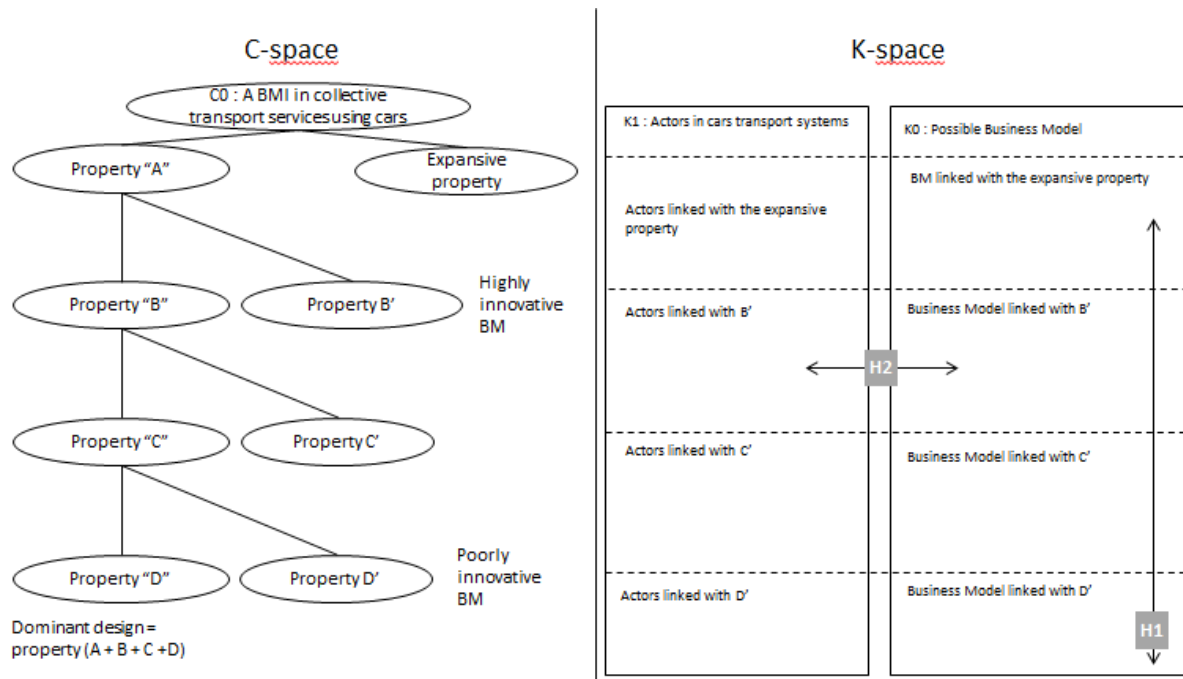 C-space
C0 : A BMI in collective
transport servicesusing cars
Property “A”
Expansive
property
Property “B”
Property B’
Highly
innovative
BM
Property “C”
Property C’
Property “D”
Property D’
Poorly
innovative
BM
Dominant design =
property (A + B + C +D)
K-space
K1 : Actors in cars transport systems
K0 : Possible Business Model
BM linked with the expansive property
Actors linked with the expansive
property
Actors linked with B’
Business Model linked with B’
H2
Actors linked with C’
Business Model linked with C’
Actors linked with D’
Business Model linked with D’
H1